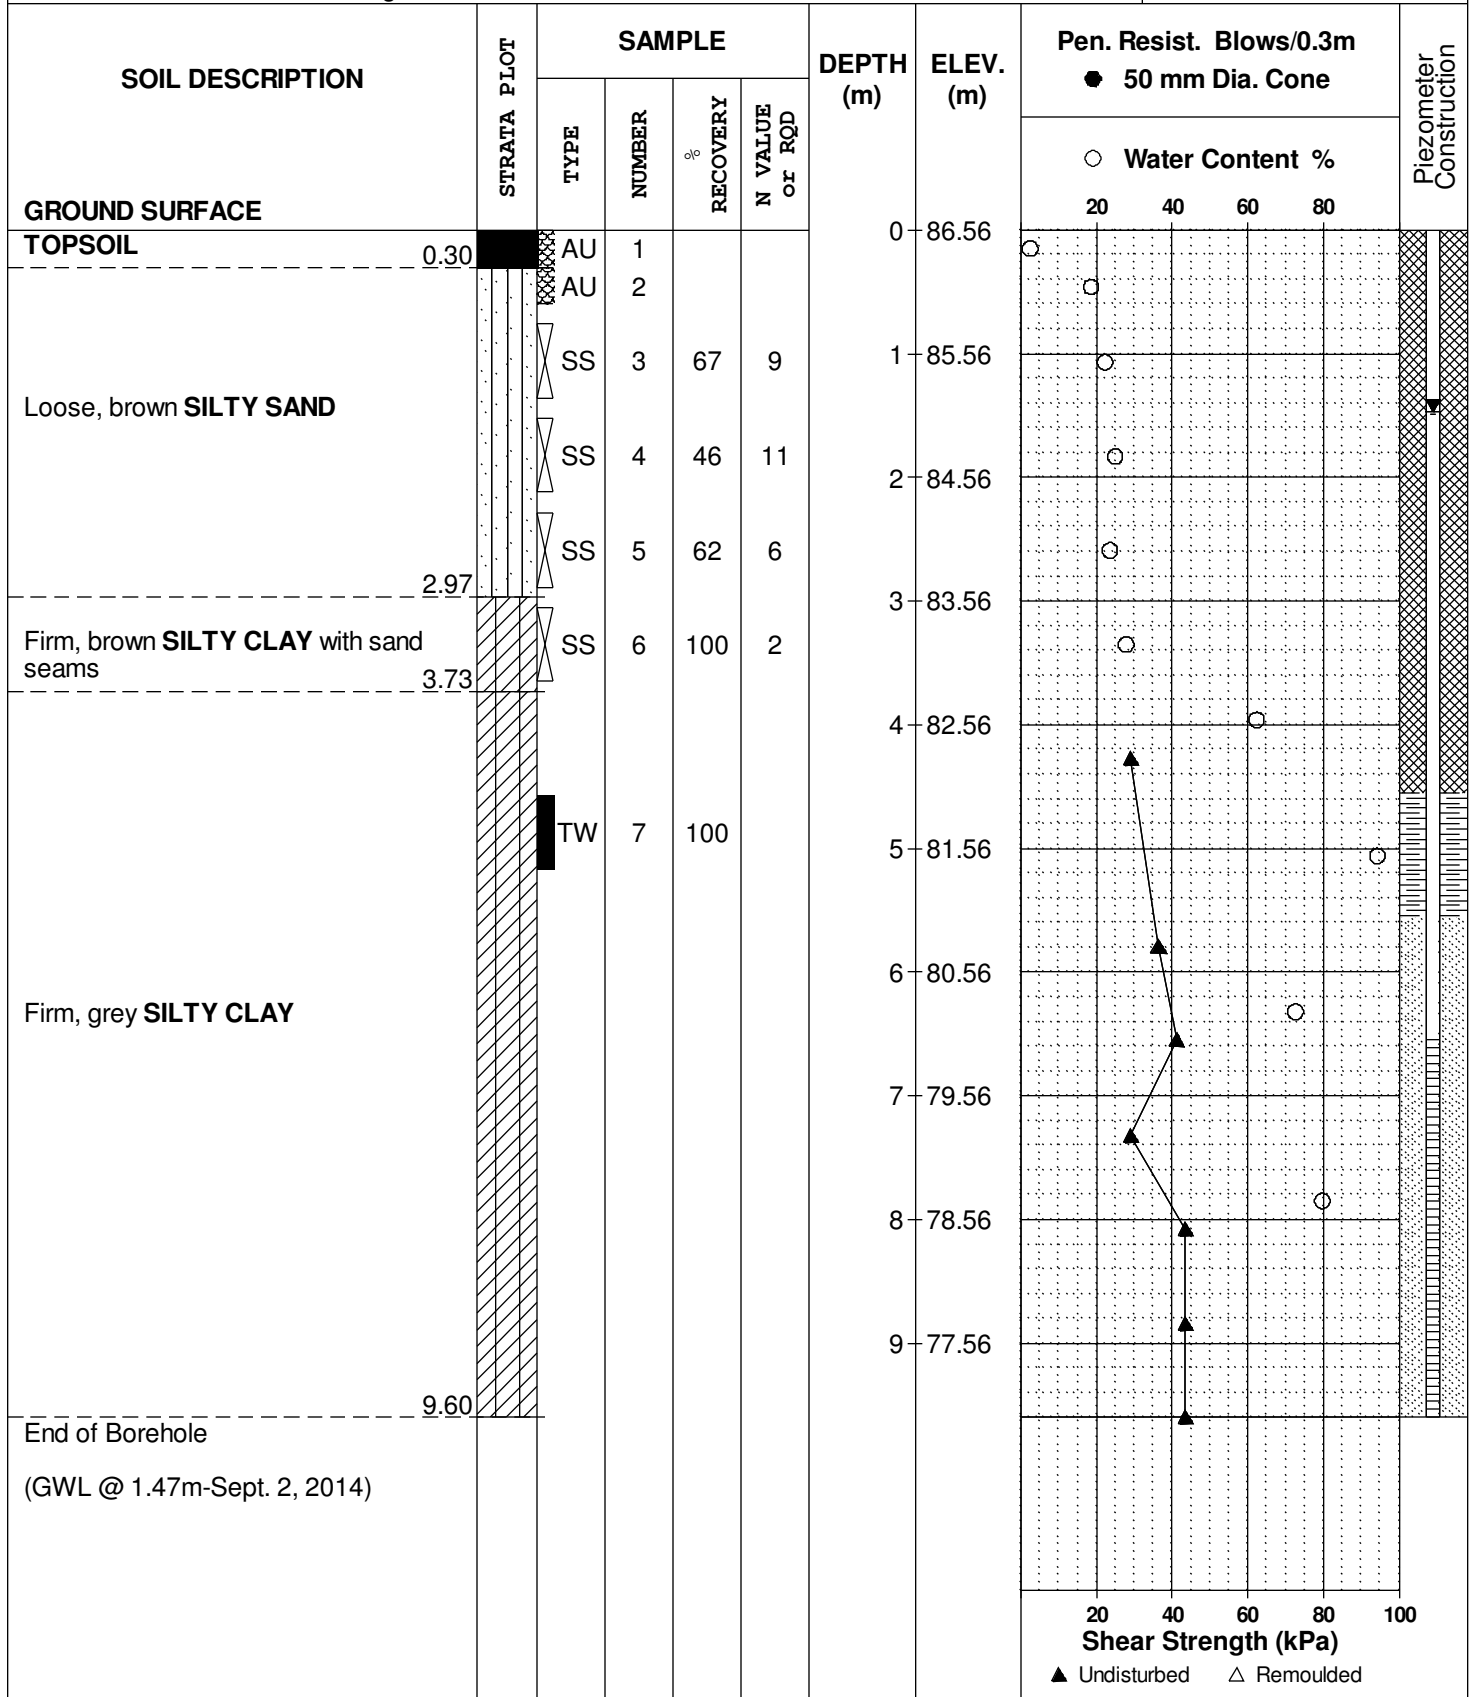 SOIL DESCRIPTION
GROUND SURFACE
STRATA PLOT
SAMPLE
TYPE
NUMBER
% RECOVERY
N VALUE or RQD
DEPTH (m)
ELEV. (m)
Pen. Resist. Blows/0.3m
● 50 mm Dia. Cone
○ Water Content %
20 40 60 80
Piezometer Construction
TOPSOIL 0.30
AU 1
AU 2
0 86.56
SS 3 67 9
1 85.56
Loose, brown SILTY SAND
SS 4 46 11
2 84.56
SS 5 62 6
2.97
3 83.56
Firm, brown SILTY CLAY with sand
seams
3.73
SS 6 100 2
4 82.56
TW 7 100
5 81.56
6 80.56
Firm, grey SILTY CLAY
7 79.56
8 78.56
9 77.56
9.60
End of Borehole
(GWL @ 1.47m-Sept. 2, 2014)
20 40 60 80 100
Shear Strength (kPa)
▲ Undisturbed △ Remoulded